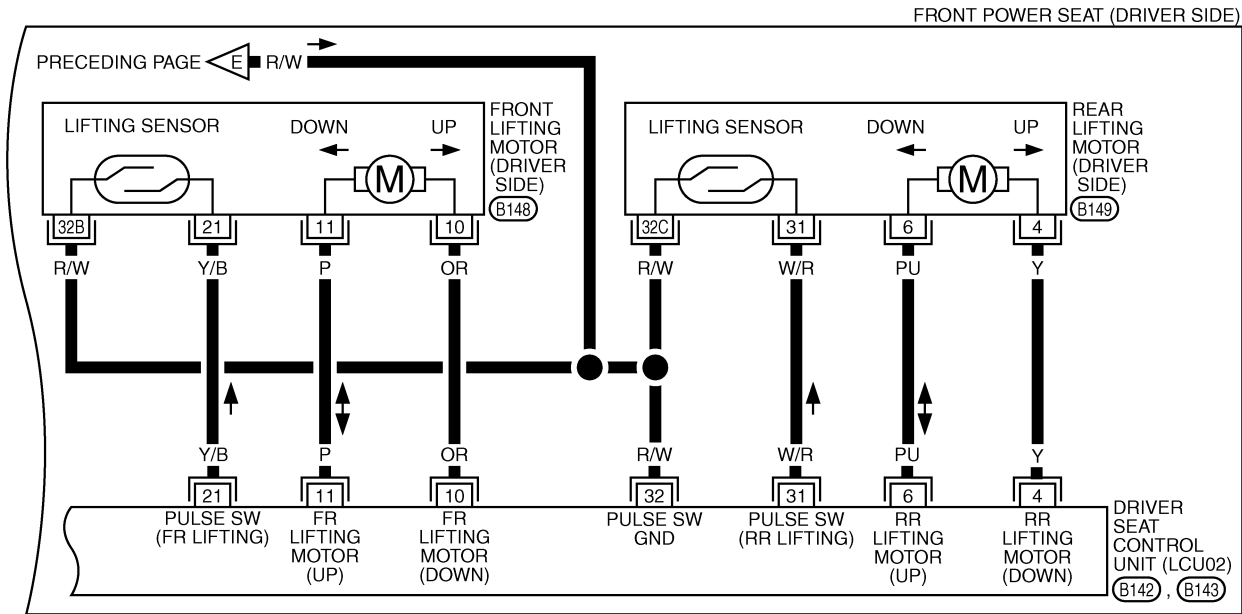 FRONT POWER SEAT (DRIVER SIDE)
PRECEDING PAGE E R/W
LIFTING SENSOR DOWN UP
M
FRONT
LIFTING
MOTOR
(DRIVER
SIDE)
B148
LIFTING SENSOR DOWN UP
M
REAR
LIFTING
MOTOR
(DRIVER
SIDE)
B149
32B 21 11 10 32C 31 6 4
R/W Y/B P OR R/W W/R PU Y
Y/B P OR R/W W/R PU Y
21 11 10 32 31 6 4
PULSE SW
(FR LIFTING)
FR
LIFTING
MOTOR
(UP)
FR
LIFTING
MOTOR
(DOWN)
PULSE SW
GND
PULSE SW
(RR LIFTING)
RR
LIFTING
MOTOR
(UP)
RR
LIFTING
MOTOR
(DOWN)
DRIVER
SEAT
CONTROL
UNIT (LCU02)
B142 , B143